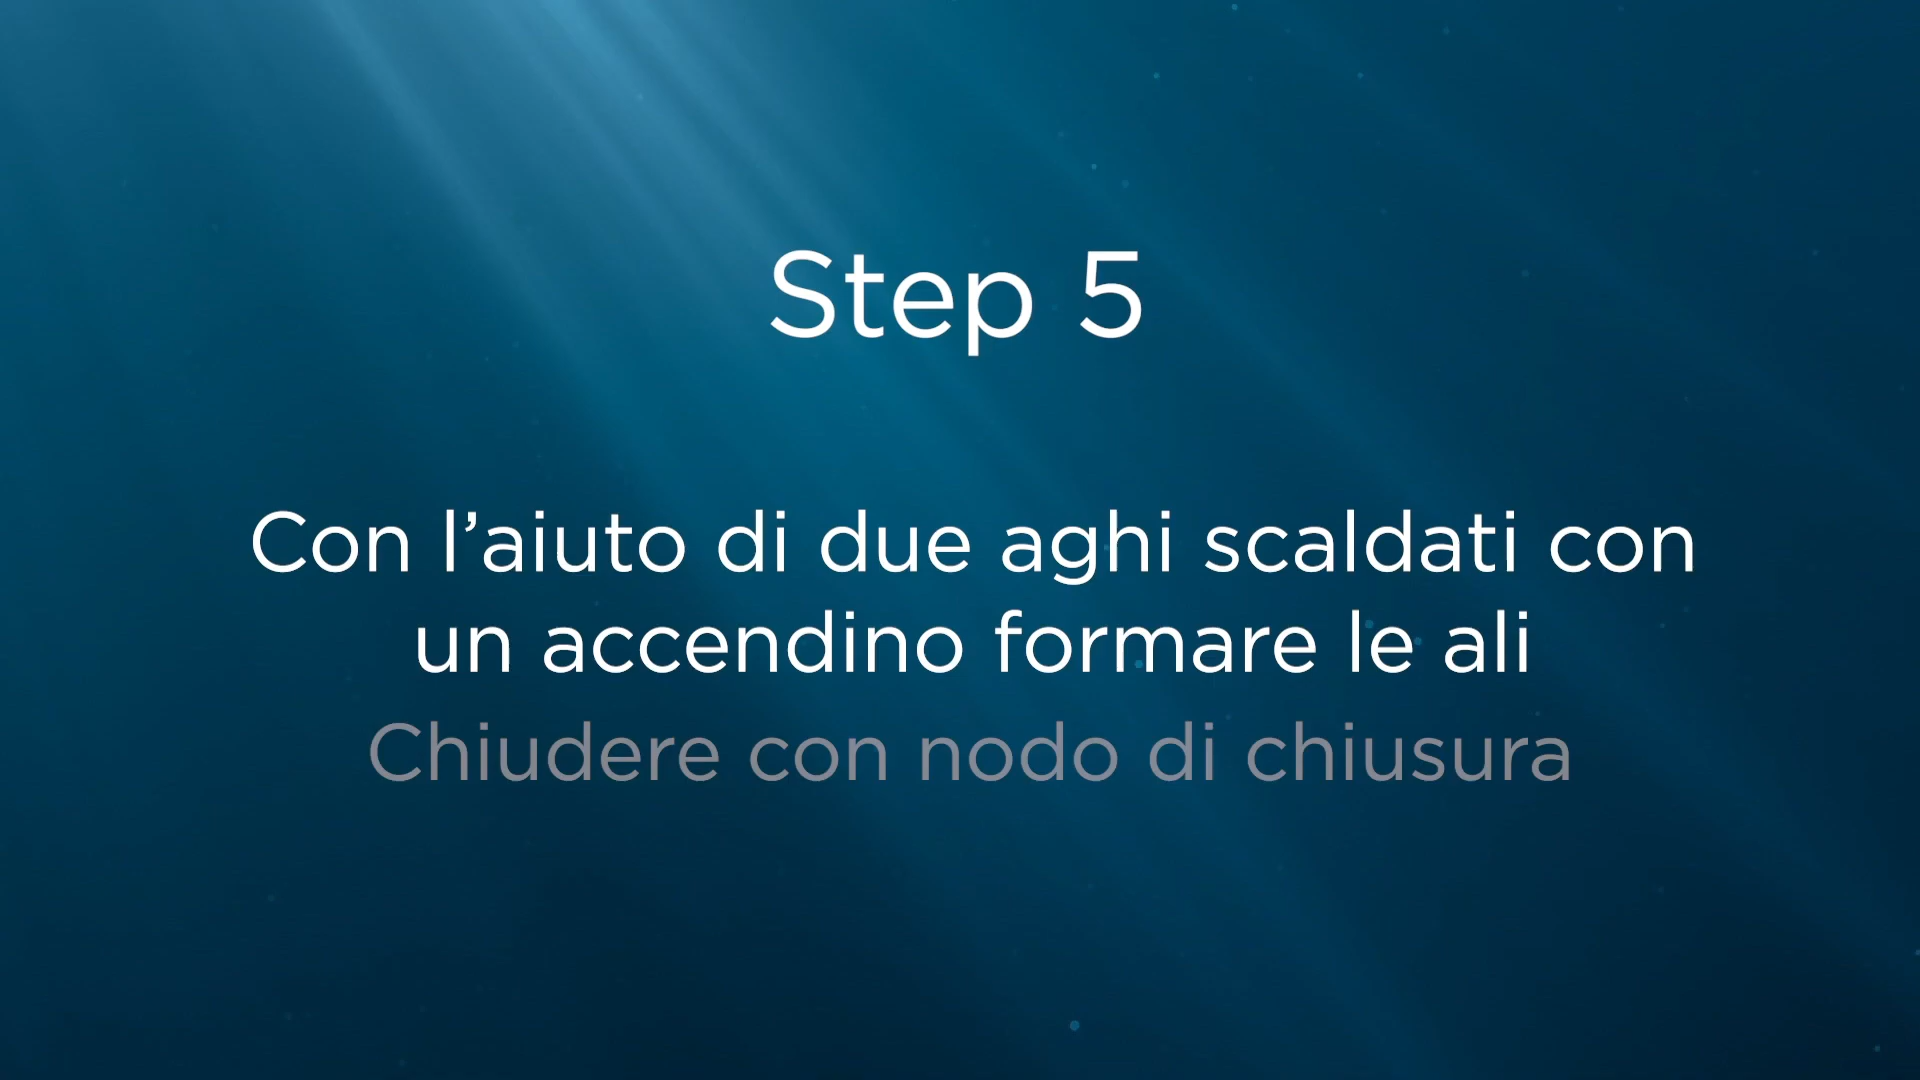 Step 5
Con l’aiuto di due aghi scaldati con
un accendino formare le ali
Chiudere con nodo di chiusura